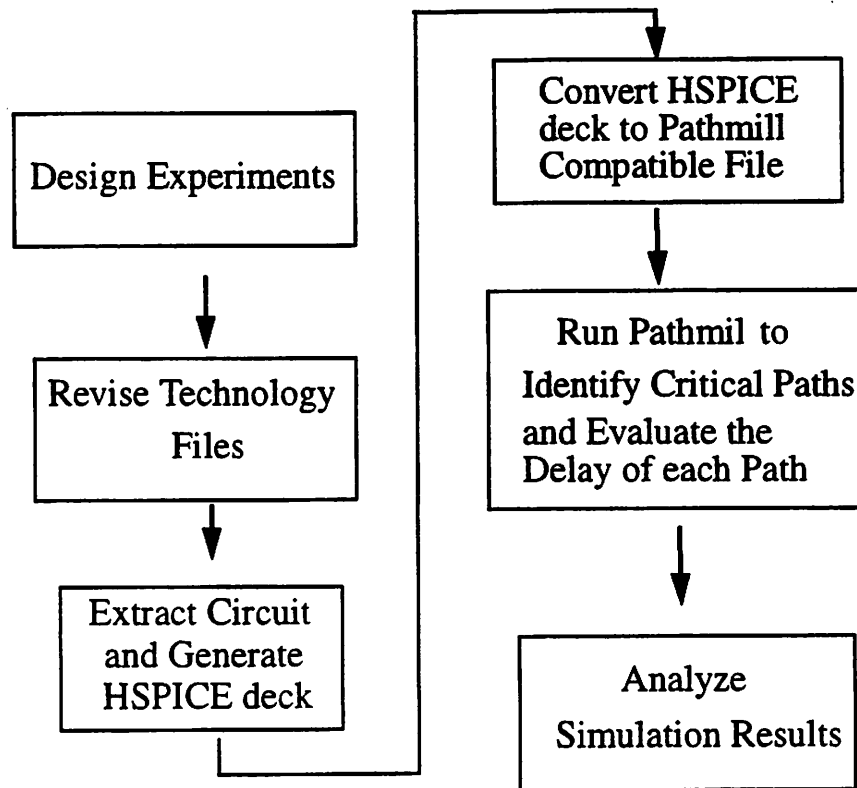 Design Experiments
Revise Technology
Files
Extract Circuit
and Generate
HSPICE deck
Convert HSPICE
deck to Pathmill
Compatible File
Run Pathmil to
Identify Critical Paths
and Evaluate the
Delay of each Path
Analyze
Simulation Results